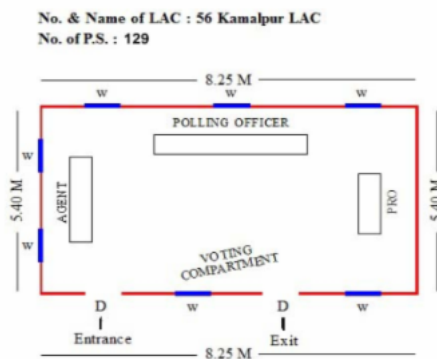 No. & Name of LAC : 56 Kamalpur LAC
No. of P.S. : 129
8.25 M
W W W
POLLING OFFICER
W
5.40 M
AGENT
PRO
5.40 M
W
VOTING
COMPARTMENT
D W D W
Entrance Exit
8.25 M